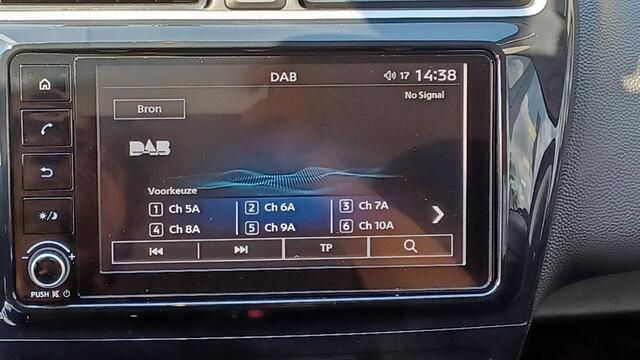 DAB 17 14:38
No Signal
Bron
DAB
Voorkeuze
1 Ch 5A 2 Ch 6A 3 Ch 7A
4 Ch 8A 5 Ch 9A 6 Ch 10A
TP
PUSH